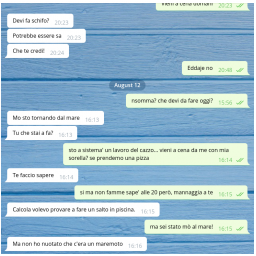 vieni a cena domani 20:23
Devi fa schifo? 20:23
Potrebbe essere sa 20:23
Che te credi! 20:24
Eddaje no 20:48
August 12
nsomma? che devi da fare oggi? 15:56
Mo sto tornando dal mare 16:13
Tu che stai a fa? 16:13
sto a sistema' un lavoro del cazzo... vieni a cena da me con mia
sorella? se prendemo una pizza 16:14
Te faccio sapere 16:14
si ma non famme sape' alle 20 però, mannaggia a te 16:15
Calcola volevo provare a fare un salto in piscina. 16:15
ma sei stato mò al mare! 16:15
Ma non ho nuotato che c'era un maremoto 16:16